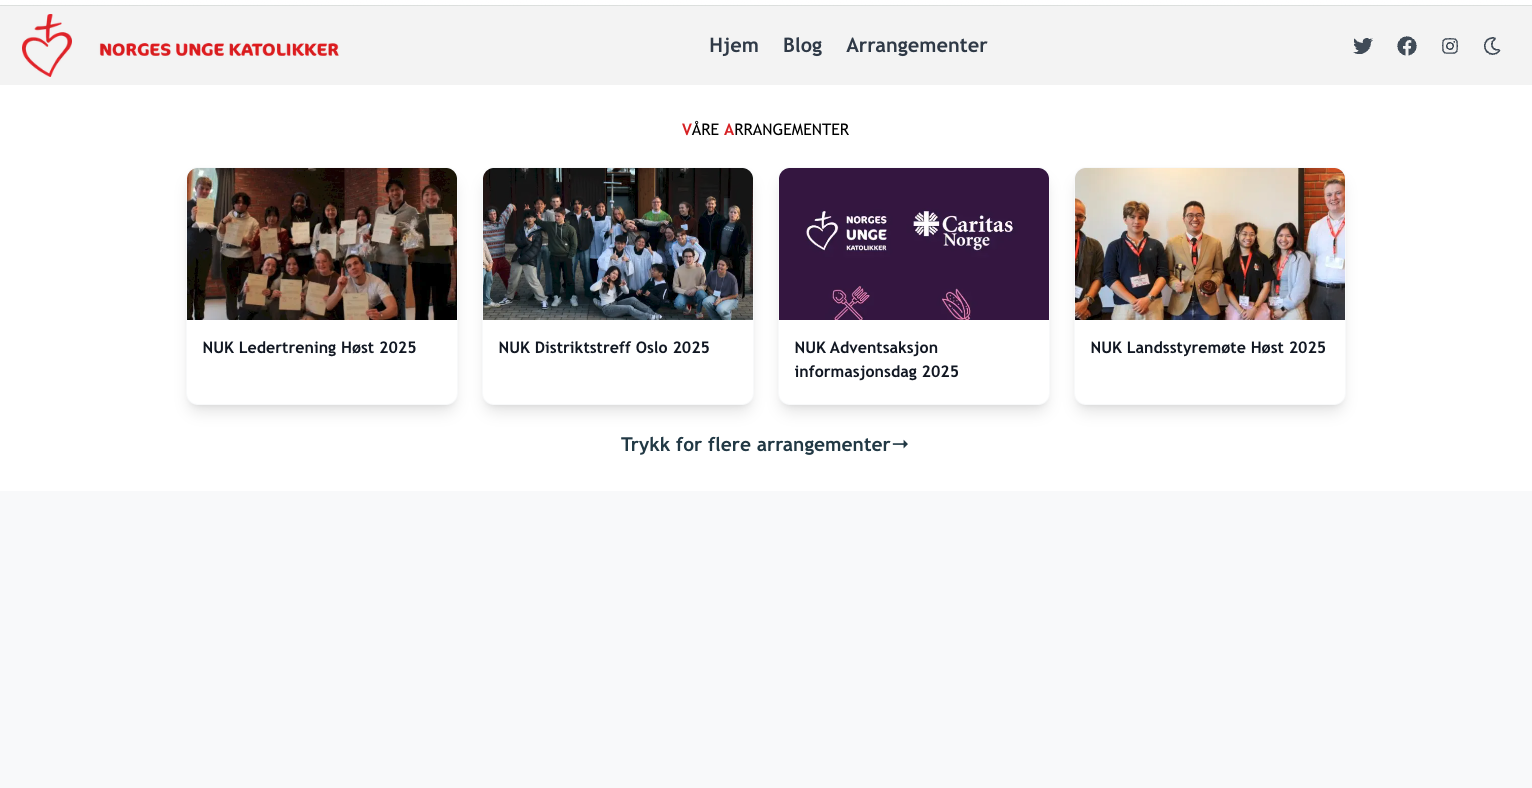 NORGES UNGE KATOLIKKER
Hjem Blog Arrangementer
VÅRE ARRANGEMENTER
NORGES
UNGE
KATOLIKKER
Caritas
Norge
NUK Ledertrening Høst 2025
NUK Distriktstreff Oslo 2025
NUK Adventsaksjon
informasjonsdag 2025
NUK Landsstyremøte Høst 2025
Trykk for flere arrangementer→